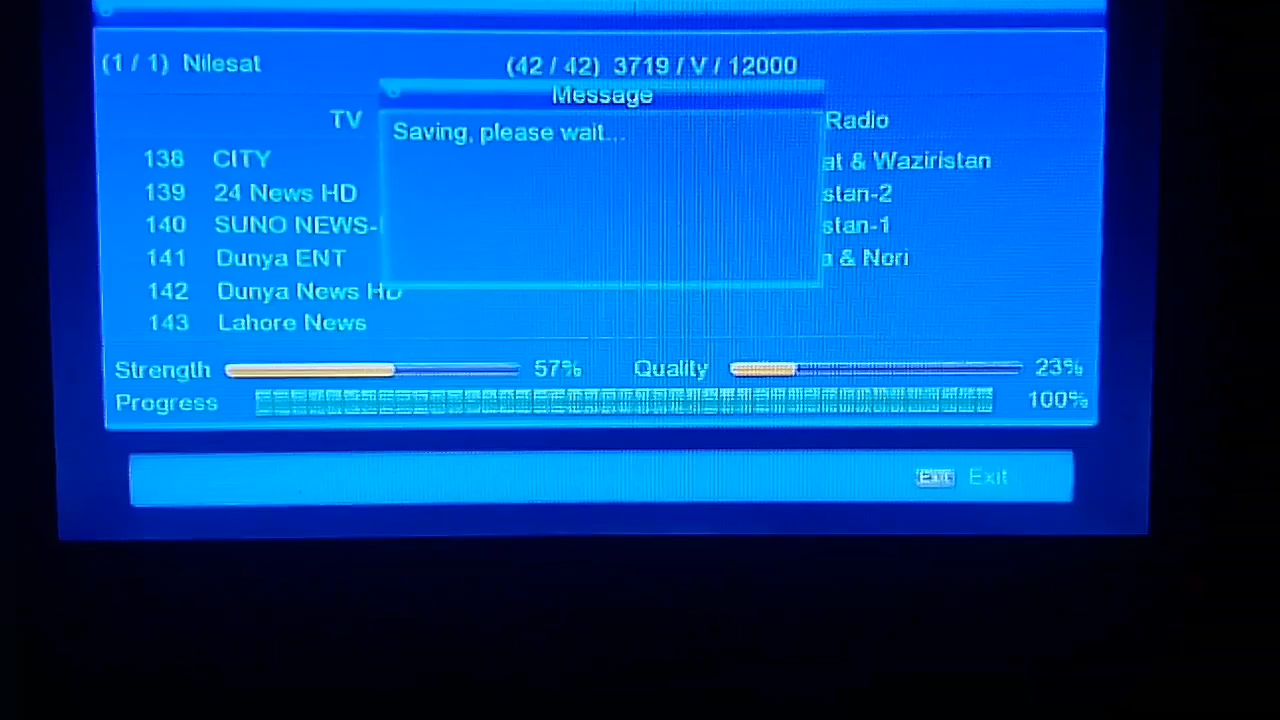 (1 / 1) Nilesat
(42 / 42) 3719 / V / 12000
Message
Saving, please wait...
TV
Radio
138 CITY
139 24 News HD
140 SUNO NEWS-
141 Dunya ENT
142 Dunya News HD
143 Lahore News
at & Waziristan
stan-2
stan-1
& Nori
Strength 57%
Quality 23%
Progress 100%
Exit Exit